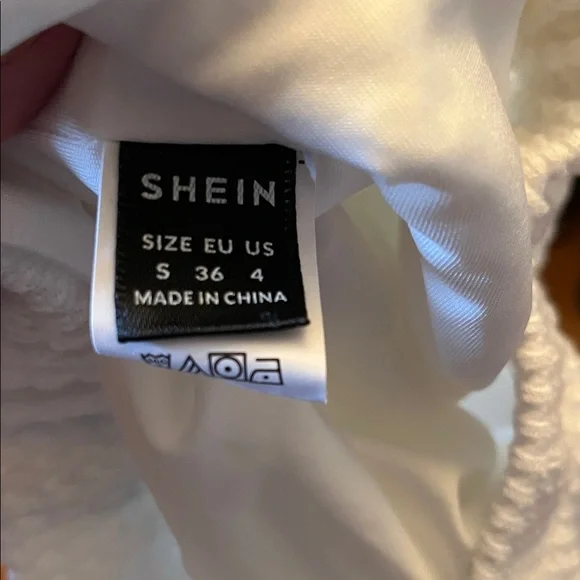 SHEIN
SIZE EU US
S 36 4
MADE IN CHINA